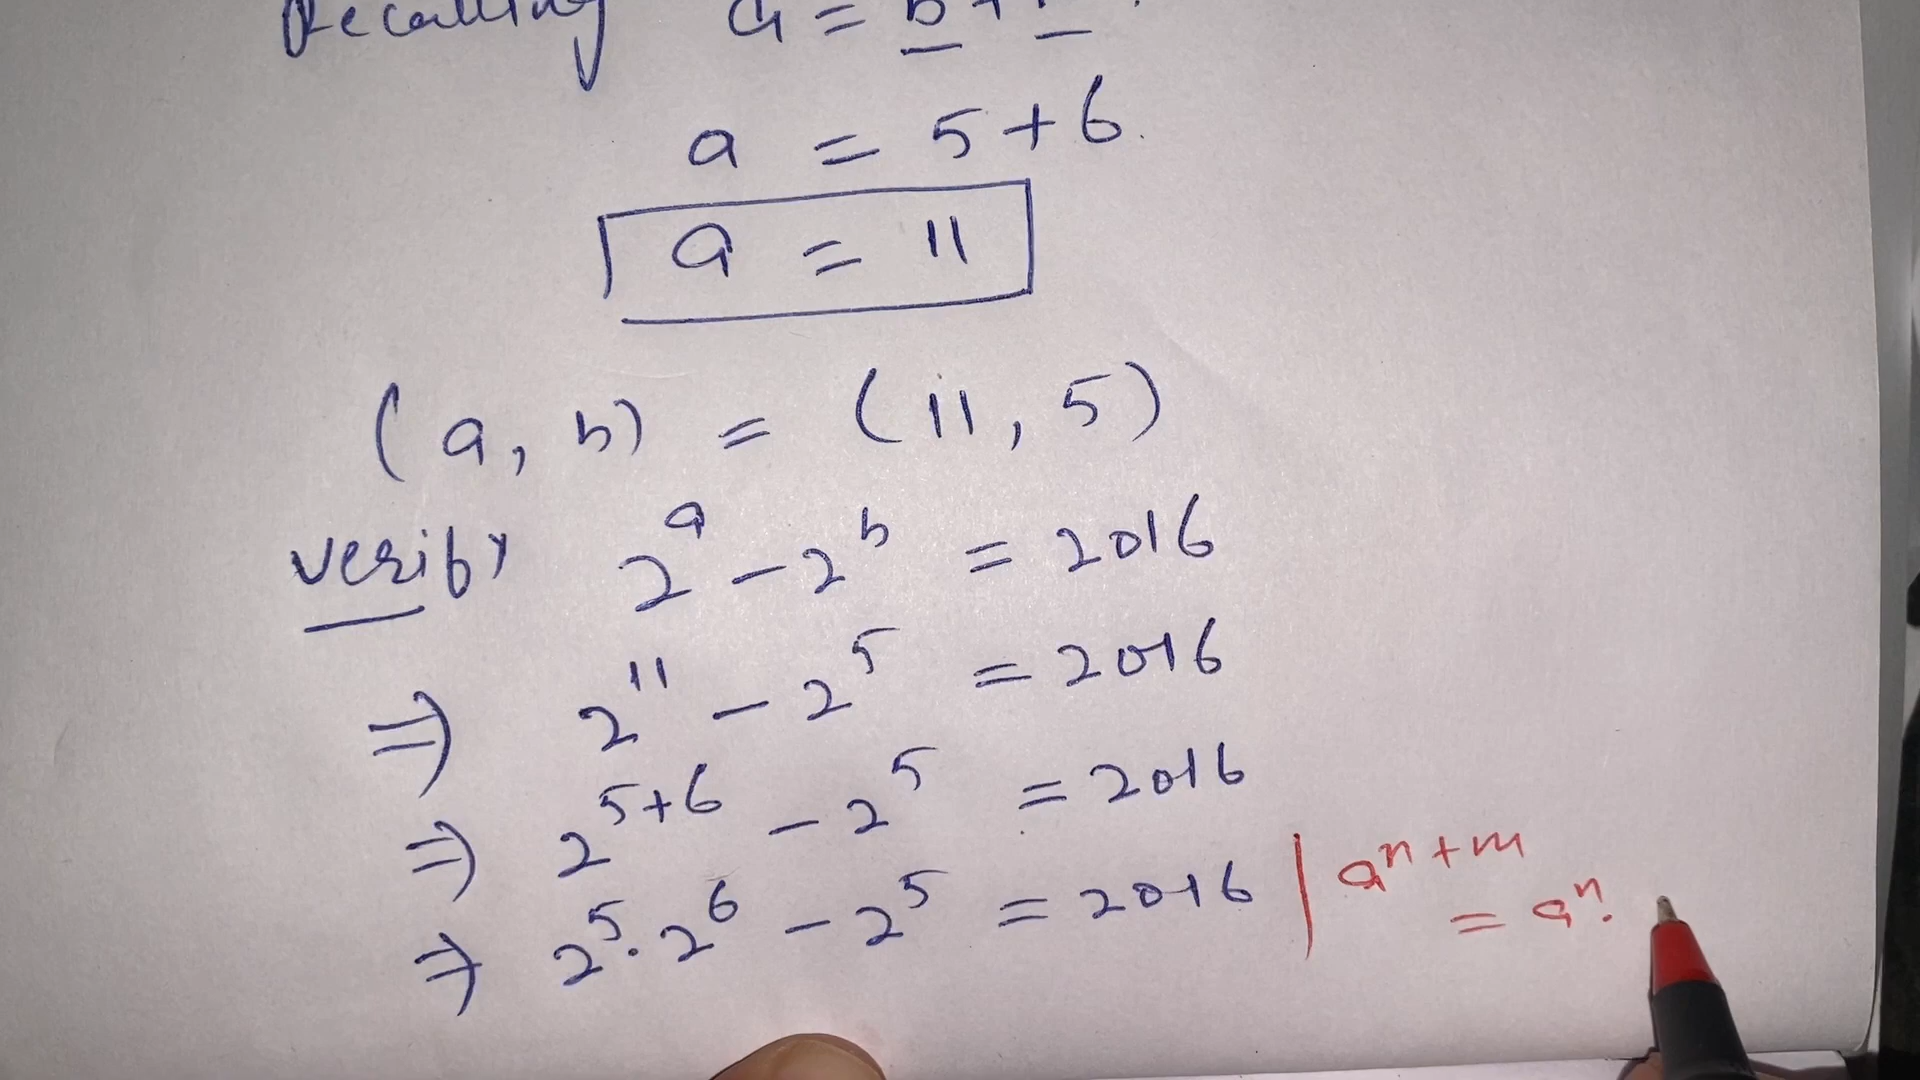 Recalling a = b +
a = 5 + 6.
a = 11
(a, b) = (11, 5)
verify 2^a - 2^b = 2016
⇒ 2^11 - 2^5 = 2016
⇒ 2^(5+6) - 2^5 = 2016
⇒ 2^5 · 2^6 - 2^5 = 2016 | a^(n+m)
= a^n ·